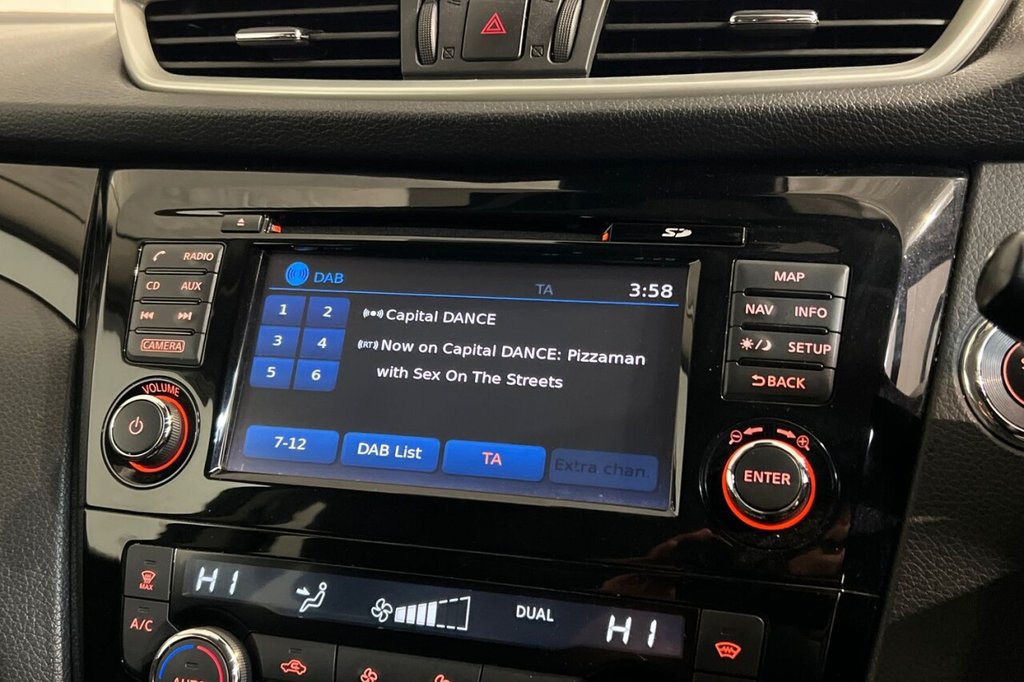 SD
RADIO
CD AUX
CAMERA
VOLUME
DAB
TA
3:58
1 2
3 4
5 6
Capital DANCE
(RT) Now on Capital DANCE: Pizzaman
with Sex On The Streets
7-12
DAB List
TA
Extra chan.
MAP
NAV INFO
SETUP
BACK
ENTER
MAX
A/C
HI
DUAL
HI
AUTO